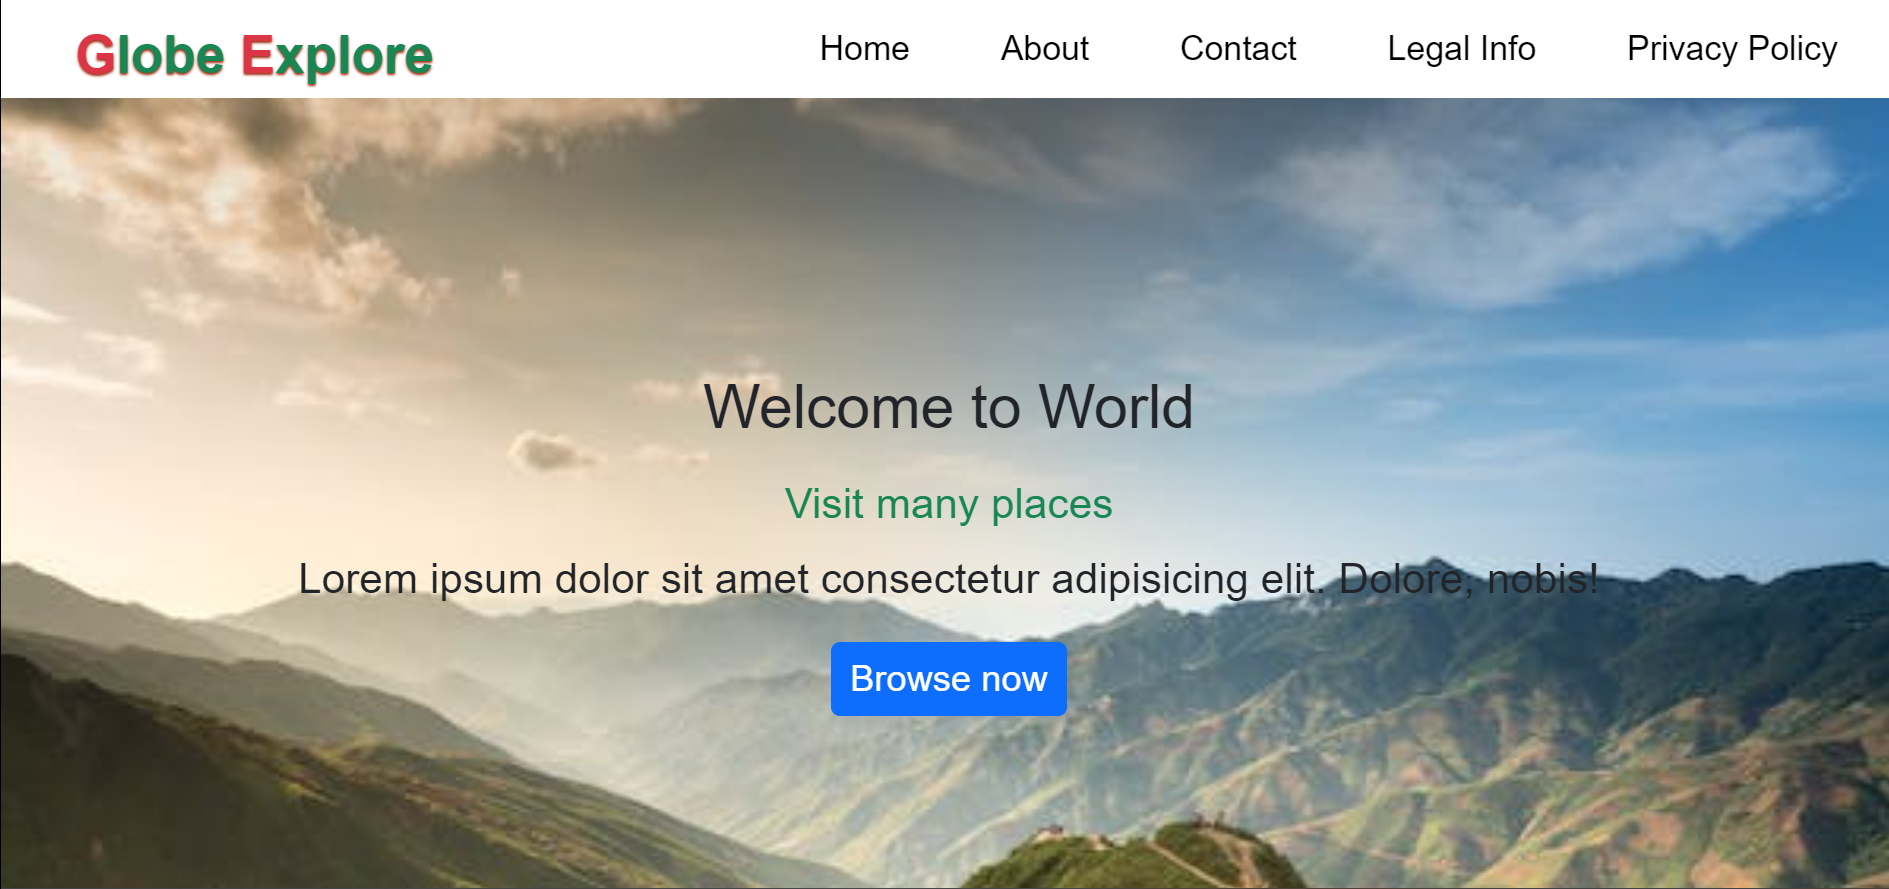 Globe Explore Home About Contact Legal Info Privacy Policy
Welcome to World
Visit many places
Lorem ipsum dolor sit amet consectetur adipisicing elit. Dolore, nobis!
Browse now